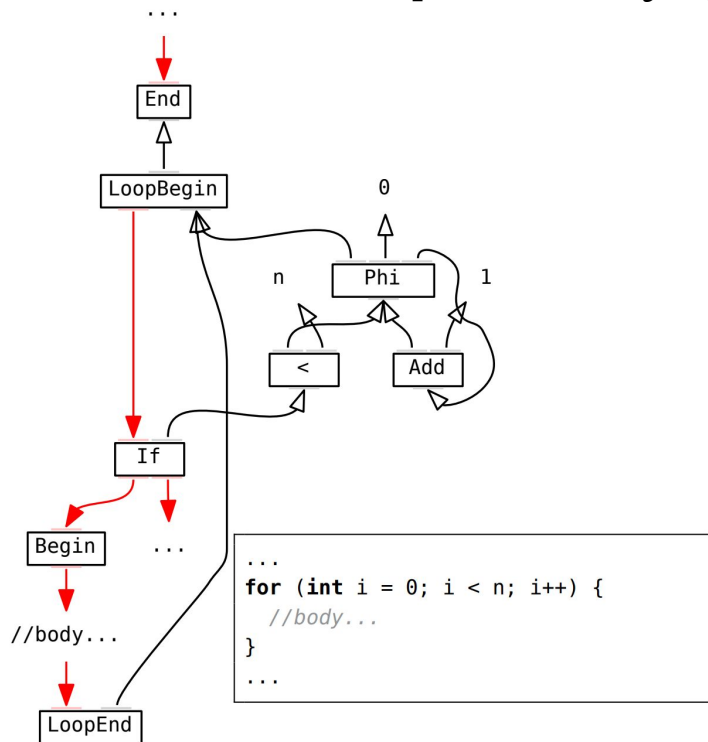 ...
End
LoopBegin
0
Phi
n
1
<
Add
If
Begin
...
//body...
LoopEnd
...
for (int i = 0; i < n; i++) {
//body...
}
...